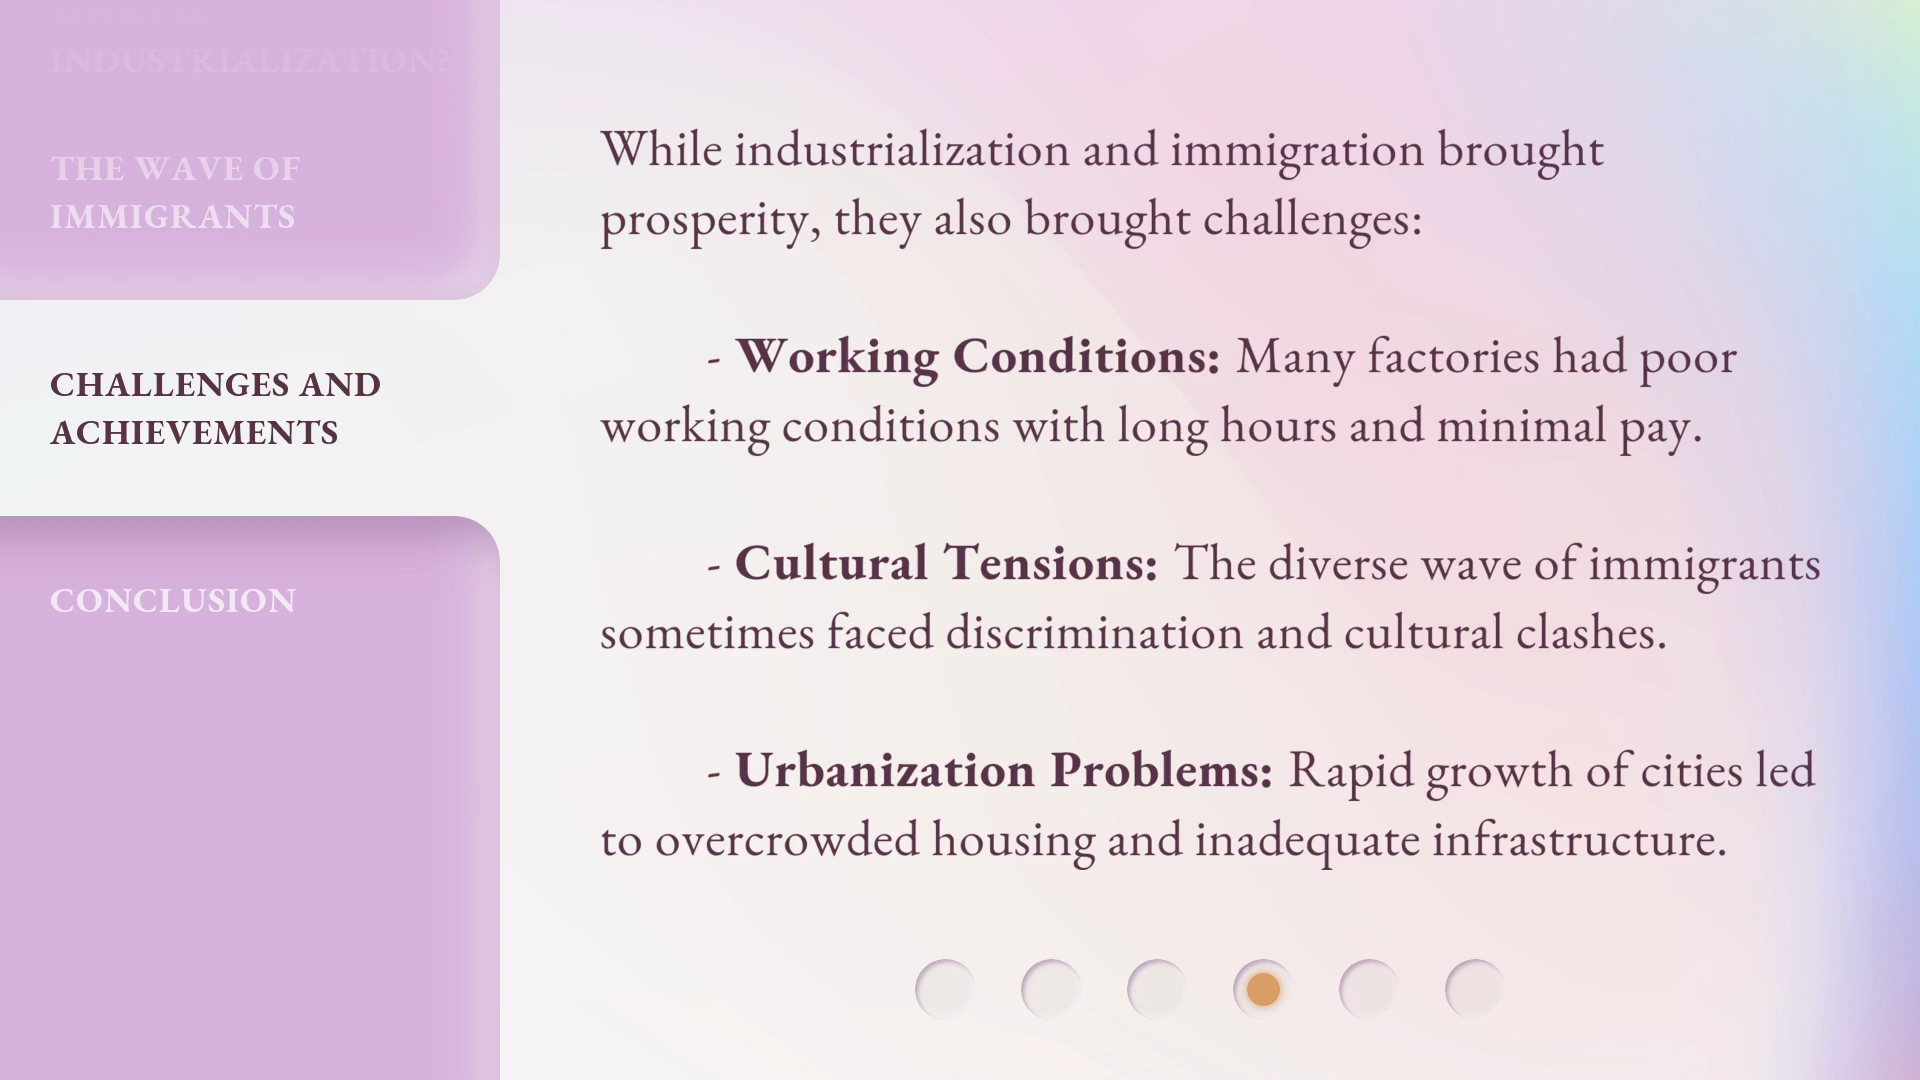 INDUSTRIALIZATION?
THE WAVE OF
IMMIGRANTS
CHALLENGES AND
ACHIEVEMENTS
CONCLUSION
While industrialization and immigration brought
prosperity, they also brought challenges:
- Working Conditions: Many factories had poor
working conditions with long hours and minimal pay.
- Cultural Tensions: The diverse wave of immigrants
sometimes faced discrimination and cultural clashes.
- Urbanization Problems: Rapid growth of cities led
to overcrowded housing and inadequate infrastructure.